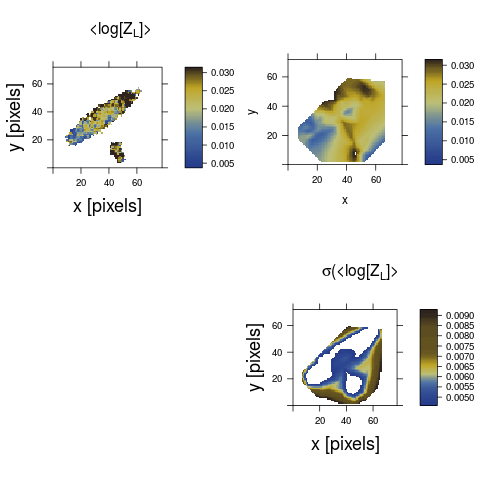 <log[Z_L]>
60
40
20
20 40 60
y [pixels]
x [pixels]
0.030
0.025
0.020
0.015
0.010
0.005
60
40
20
20 40 60
y
x
0.030
0.025
0.020
0.015
0.010
0.005
σ(<log[Z_L]>
60
40
20
20 40 60
y [pixels]
x [pixels]
0.0090
0.0085
0.0080
0.0075
0.0070
0.0065
0.0060
0.0055
0.0050